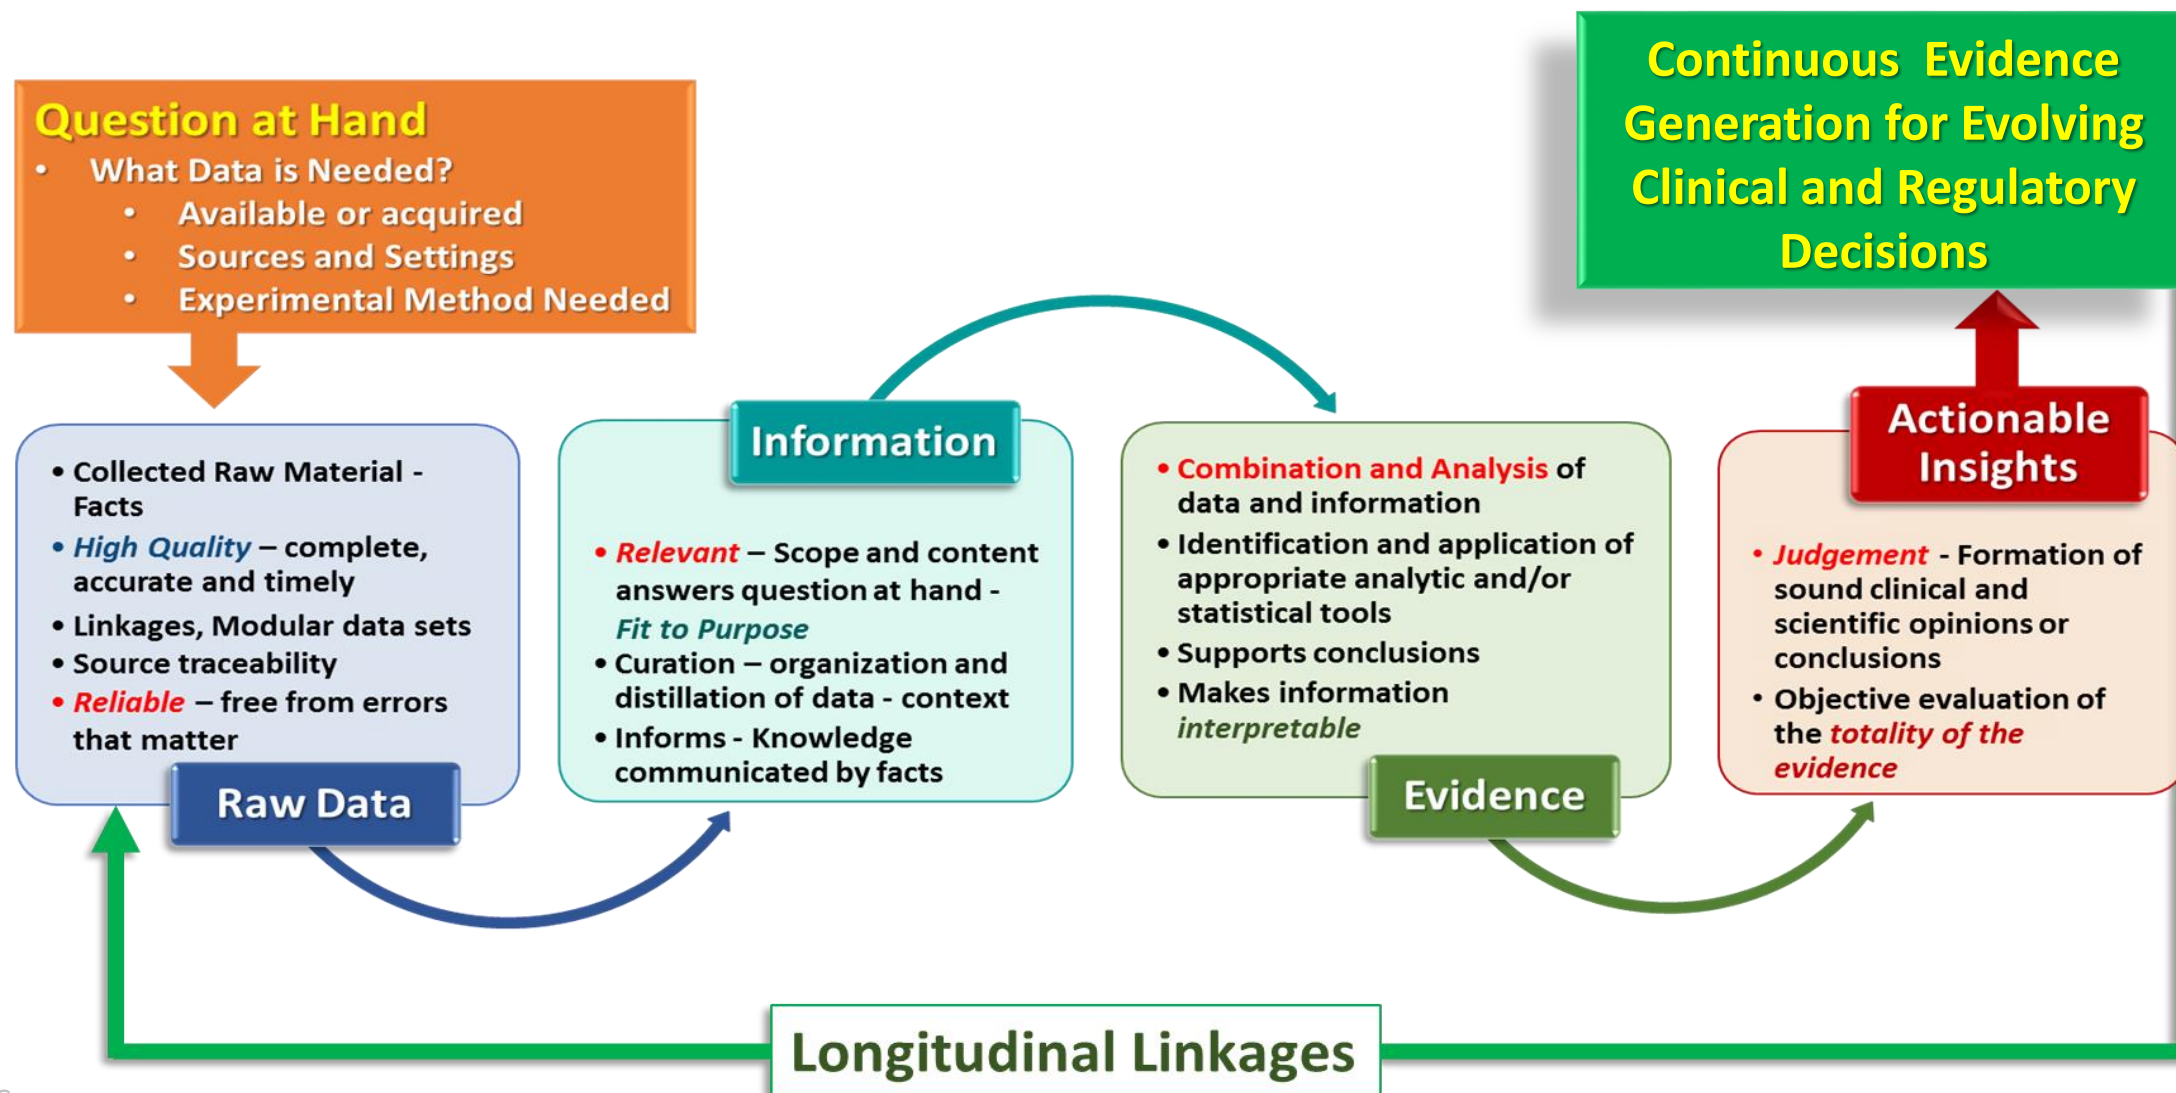 Question at Hand
• What Data is Needed?
• Available or acquired
• Sources and Settings
• Experimental Method Needed
Continuous Evidence
Generation for Evolving
Clinical and Regulatory
Decisions
• Collected Raw Material -
Facts
• High Quality – complete,
accurate and timely
• Linkages, Modular data sets
• Source traceability
• Reliable – free from errors
that matter
Raw Data
Information
• Relevant – Scope and content
answers question at hand -
Fit to Purpose
• Curation – organization and
distillation of data - context
• Informs - Knowledge
communicated by facts
• Combination and Analysis of
data and information
• Identification and application of
appropriate analytic and/or
statistical tools
• Supports conclusions
• Makes information
interpretable
Evidence
Actionable
Insights
• Judgement - Formation of
sound clinical and
scientific opinions or
conclusions
• Objective evaluation of
the totality of the
evidence
Longitudinal Linkages